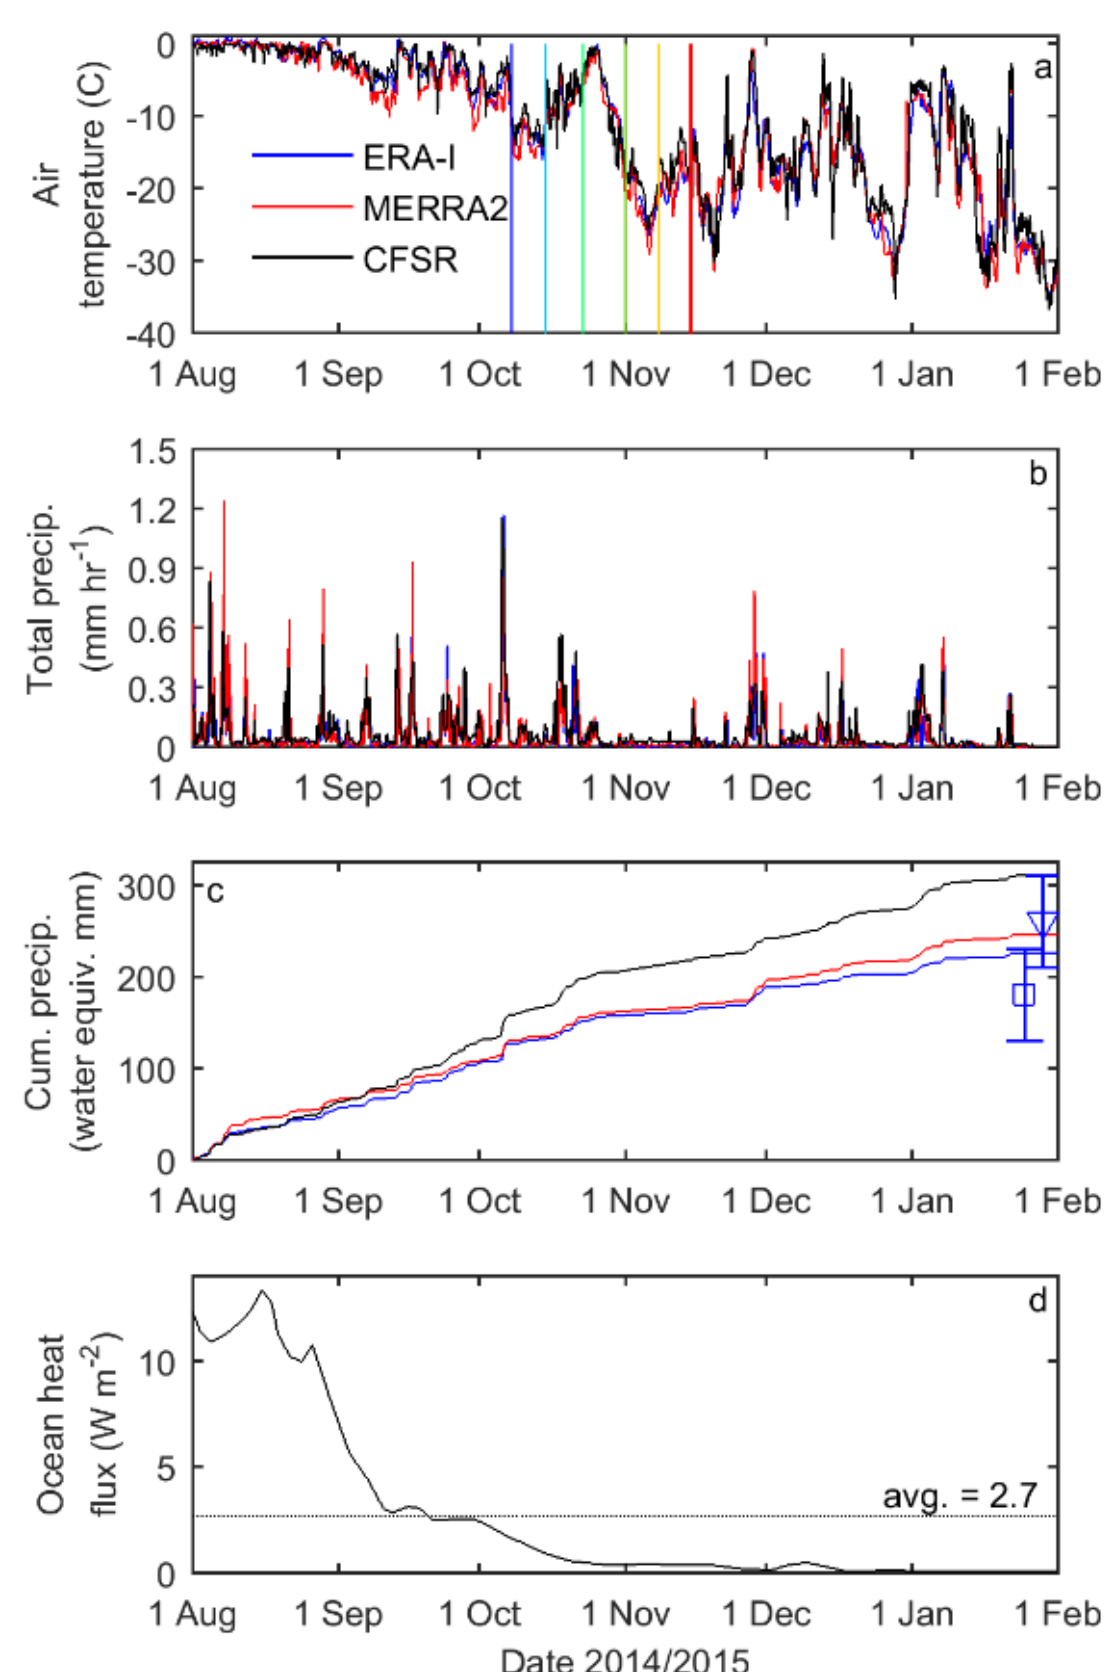 0
-10
-20
-30
-40
Air
temperature (C)
a
ERA-I
MERRA2
CFSR
1 Aug 1 Sep 1 Oct 1 Nov 1 Dec 1 Jan 1 Feb
1.5
1.2
0.9
0.6
0.3
0
Total precip.
(mm hr⁻¹)
b
1 Aug 1 Sep 1 Oct 1 Nov 1 Dec 1 Jan 1 Feb
300
200
100
0
Cum. precip.
(water equiv. mm)
c
1 Aug 1 Sep 1 Oct 1 Nov 1 Dec 1 Jan 1 Feb
10
5
0
Ocean heat
flux (W m⁻²)
d
avg. = 2.7
1 Aug 1 Sep 1 Oct 1 Nov 1 Dec 1 Jan 1 Feb
Date 2014/2015